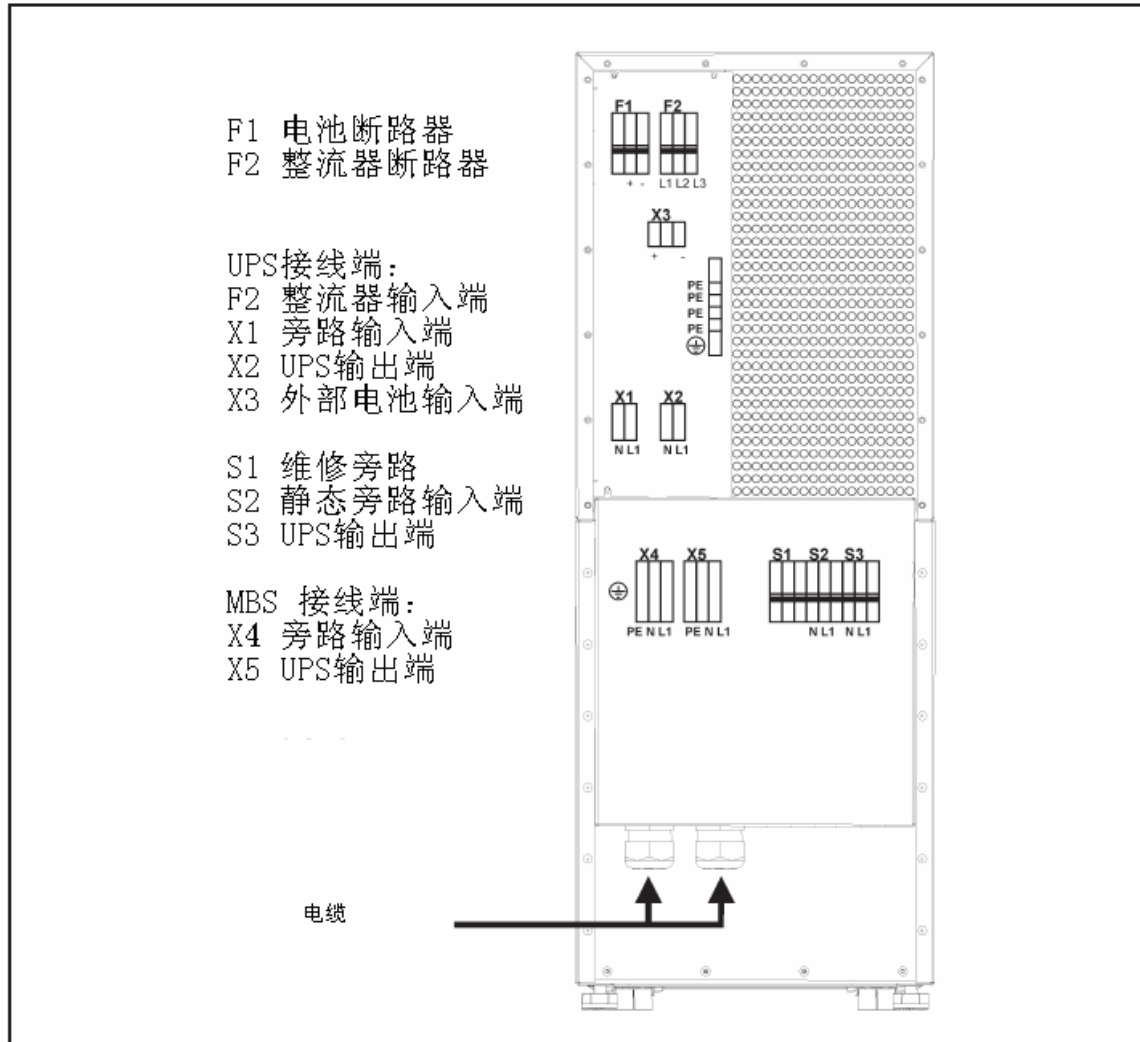 F1 电池断路器
F2 整流器断路器
UPS接线端:
F2 整流器输入端
X1 旁路输入端
X2 UPS输出端
X3 外部电池输入端
S1 维修旁路
S2 静态旁路输入端
S3 UPS输出端
MBS 接线端:
X4 旁路输入端
X5 UPS输出端
电缆
F1 F2
+ - L1 L2 L3
X3
+ -
PE
PE
PE
PE
X1 X2
N L1 N L1
X4 X5 S1 S2 S3
PE N L1 PE N L1 N L1 N L1